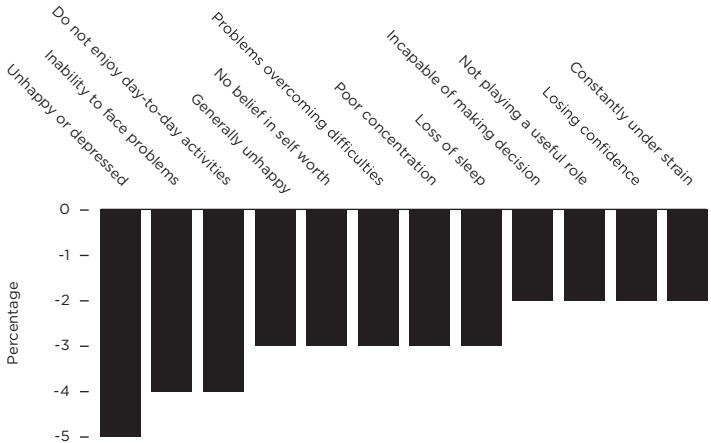 Unhappy or depressed
Inability to face problems
Do not enjoy day-to-day activities
Generally unhappy
No belief in self worth
Problems overcoming difficulties
Poor concentration
Loss of sleep
Incapable of making decision
Not playing a useful role
Losing confidence
Constantly under strain
Percentage
0
-1
-2
-3
-4
-5